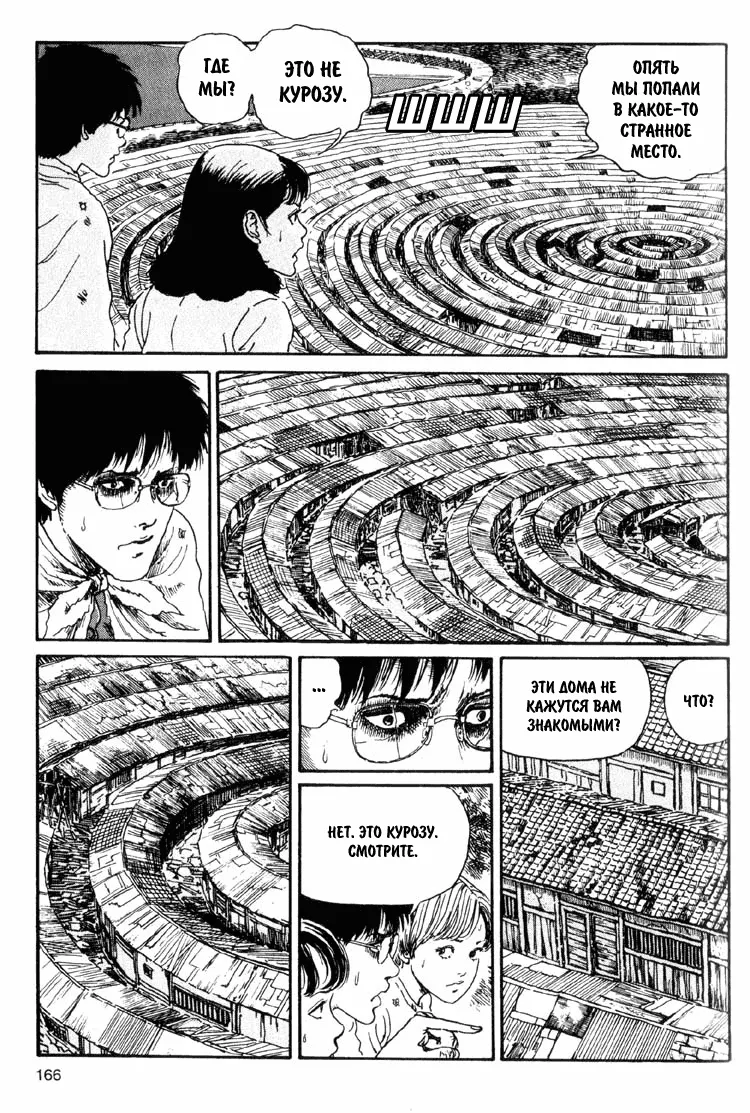 ГДЕ
МЫ?
ЭТО НЕ
КУРОЗУ.
ШШШ
ОПЯТЬ
МЫ ПОПАЛИ
В КАКОЕ-ТО
СТРАННОЕ
МЕСТО.
...
ЭТИ ДОМА НЕ
КАЖУТСЯ ВАМ
ЗНАКОМЫМИ?
ЧТО?
НЕТ. ЭТО КУРОЗУ.
СМОТРИТЕ.
166